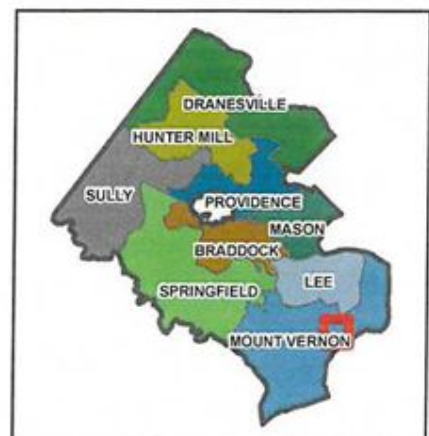 DRANESVILLE
HUNTER MILL
SULLY
PROVIDENCE
MASON
BRADDOCK
LEE
SPRINGFIELD
MOUNT VERNON